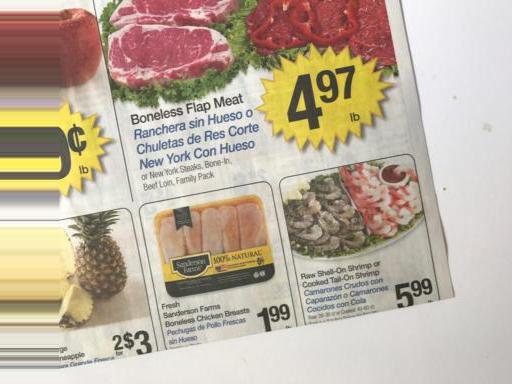 Boneless Flap Meat
Ranchera sin Hueso o
Chuletas de Res Corte
New York Con Hueso
or New York Steaks, Bone-In,
Beef Loin, Family Pack
4.97
lb
¢
lb
Sanderson
Farms
100% NATURAL
Fresh
Sanderson Farms
Boneless Chicken Breasts
Pechugas de Pollo Frescas
sin Hueso
1.99
Raw Shell-On Shrimp or
Cooked Tail-On Shrimp
Camarones Crudos con
Caparazón o Camarones
Cocidos con Cola
5.99
2$3
for